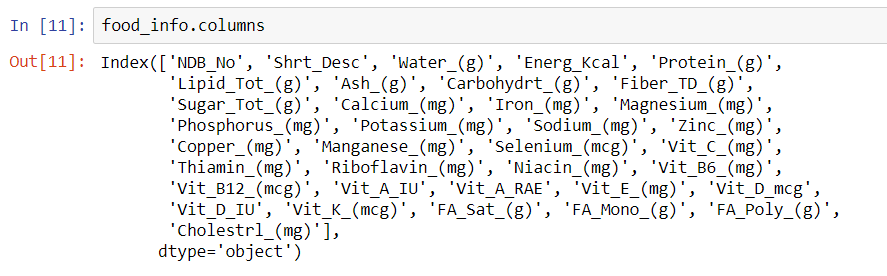 In [11]: food_info.columns
Out[11]: Index(['NDB_No', 'Shrt_Desc', 'Water_(g)', 'Energ_Kcal', 'Protein_(g)',
'Lipid_Tot_(g)', 'Ash_(g)', 'Carbohydrt_(g)', 'Fiber_TD_(g)',
'Sugar_Tot_(g)', 'Calcium_(mg)', 'Iron_(mg)', 'Magnesium_(mg)',
'Phosphorus_(mg)', 'Potassium_(mg)', 'Sodium_(mg)', 'Zinc_(mg)',
'Copper_(mg)', 'Manganese_(mg)', 'Selenium_(mcg)', 'Vit_C_(mg)',
'Thiamin_(mg)', 'Riboflavin_(mg)', 'Niacin_(mg)', 'Vit_B6_(mg)',
'Vit_B12_(mcg)', 'Vit_A_IU', 'Vit_A_RAE', 'Vit_E_(mg)', 'Vit_D_mcg',
'Vit_D_IU', 'Vit_K_(mcg)', 'FA_Sat_(g)', 'FA_Mono_(g)', 'FA_Poly_(g)',
'Cholestrl_(mg)'],
dtype='object')